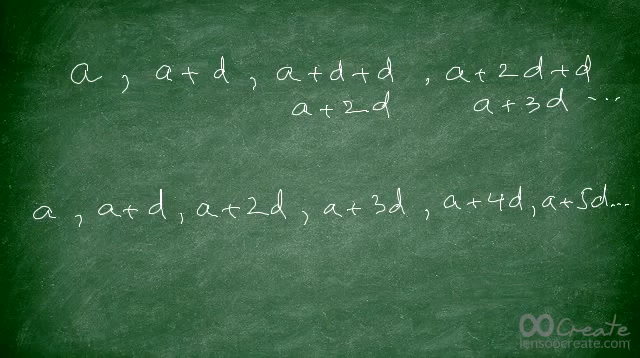 a , a+d , a+d+d , a+2d+d
a+2d a+3d ...
a , a+d , a+2d , a+3d , a+4d , a+5d...
Create
lensoocreate.com